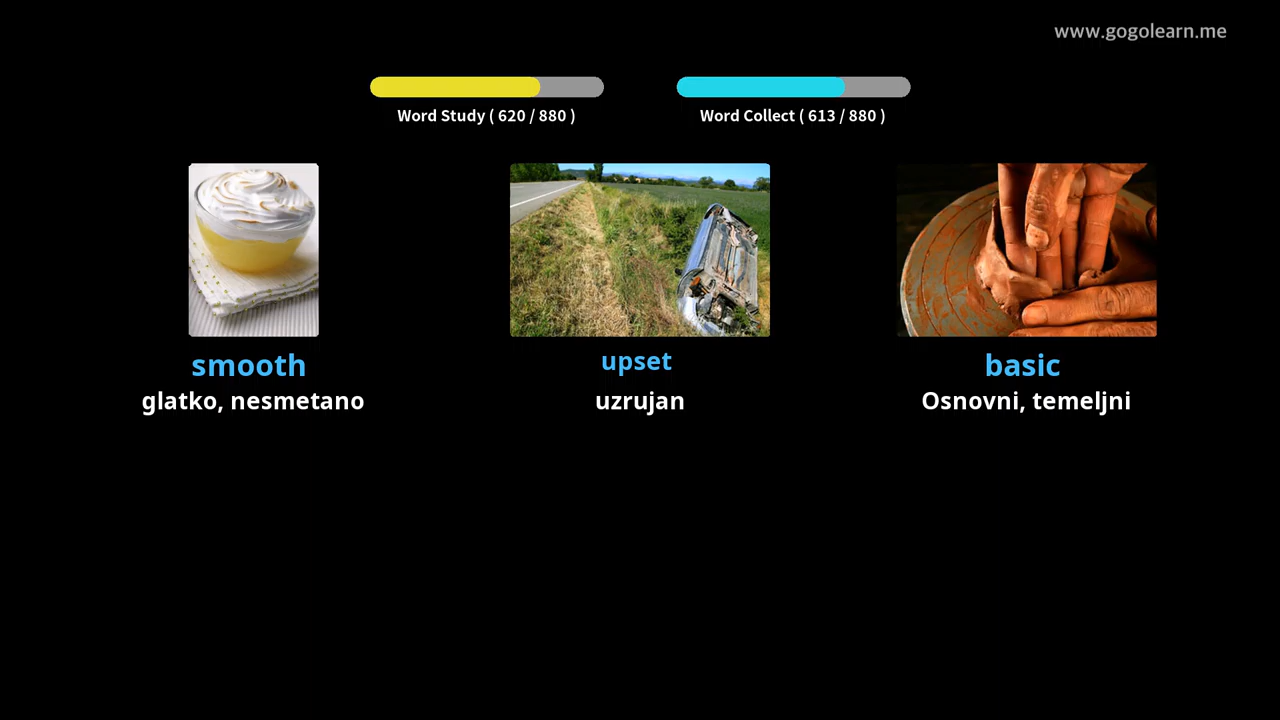 www.gogolearn.me
Word Study ( 620 / 880 )
Word Collect ( 613 / 880 )
smooth
glatko, nesmetano
upset
uzrujan
basic
Osnovni, temeljni